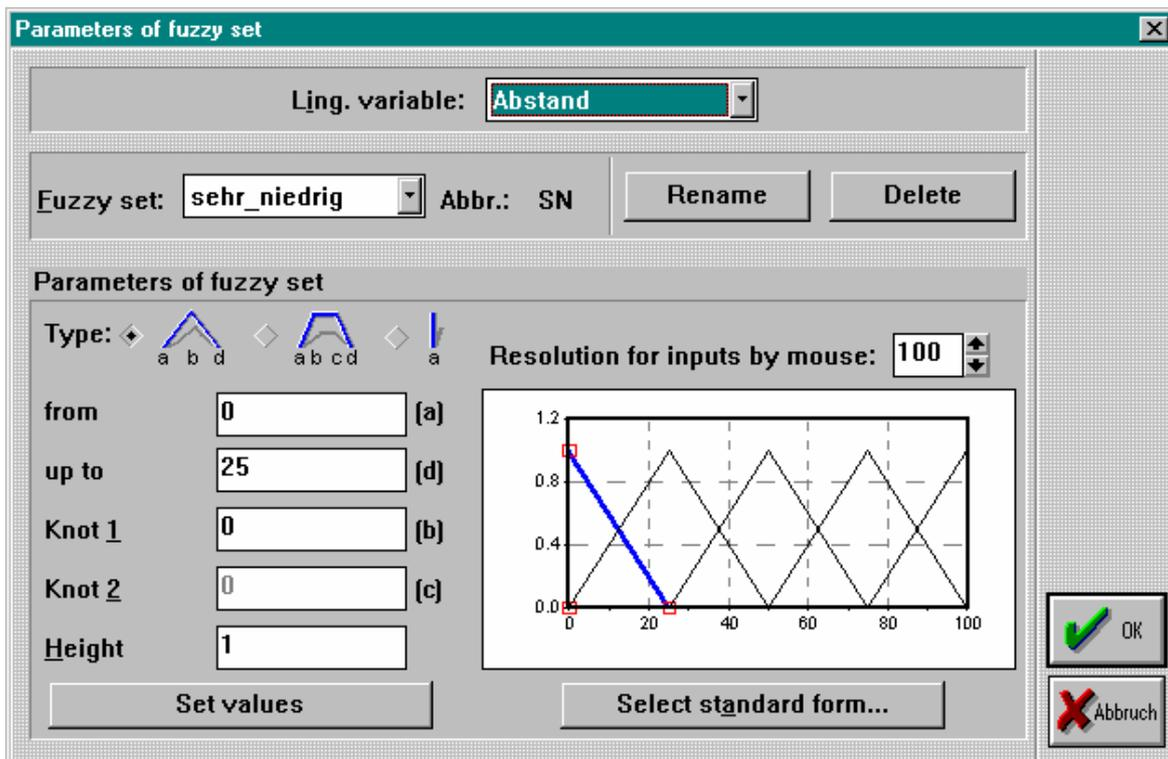 Parameters of fuzzy set
Ling. variable: Abstand
Fuzzy set: sehr_niedrig Abbr.: SN Rename Delete
Parameters of fuzzy set
Type: a b d a b c d a
Resolution for inputs by mouse: 100
from 0 (a)
up to 25 (d)
Knot 1 0 (b)
Knot 2 0 (c)
Height 1
1.2
0.8
0.4
0.0
0 20 40 60 80 100
Set values Select standard form...
OK
Abbruch